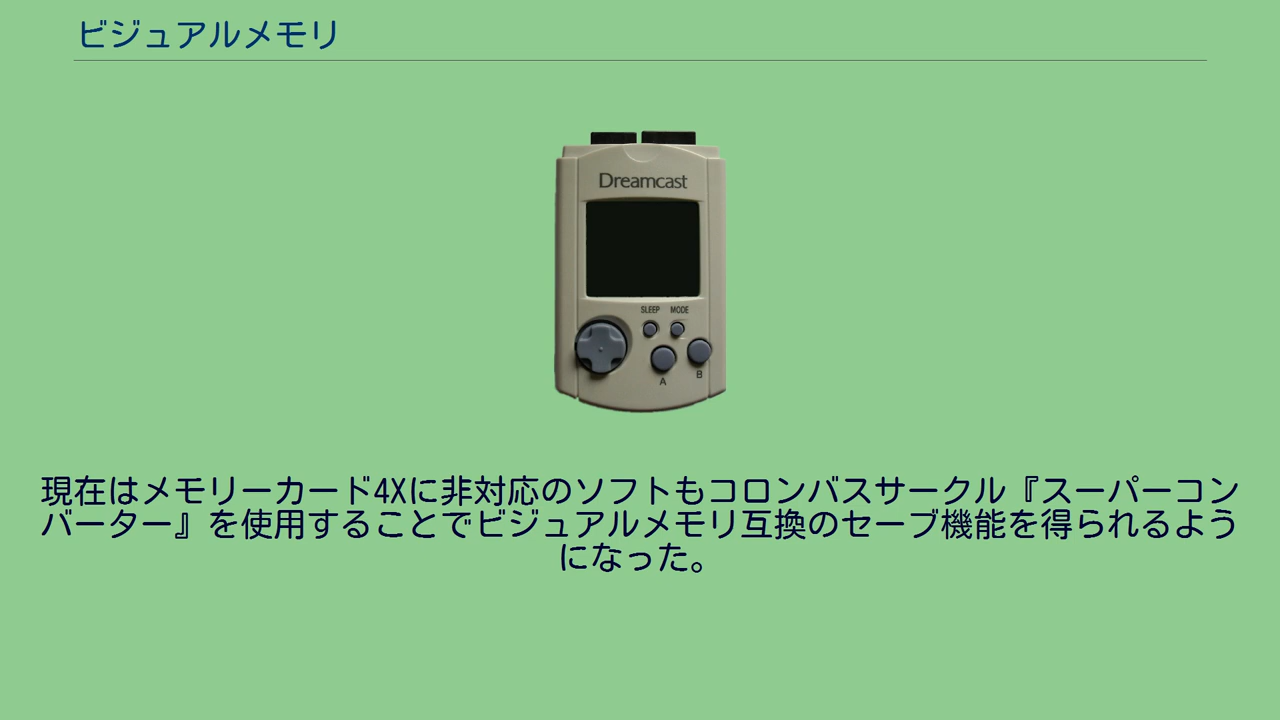 ビジュアルメモリ
Dreamcast
SLEEP MODE
A
B
現在はメモリーカード4Xに非対応のソフトもコロンバスサークル『スーパーコン
バーター』を使用することでビジュアルメモリ互換のセーブ機能を得られるよう
になった。